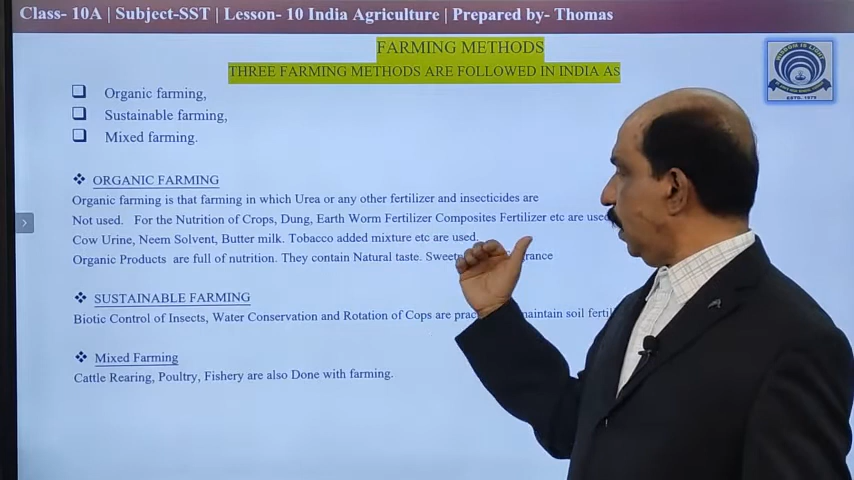 Class- 10A | Subject-SST | Lesson- 10 India Agriculture | Prepared by- Thomas
FARMING METHODS
THREE FARMING METHODS ARE FOLLOWED IN INDIA AS
Organic farming,
Sustainable farming,
Mixed farming.
ORGANIC FARMING
Organic farming is that farming in which Urea or any other fertilizer and insecticides are
Not used. For the Nutrition of Crops, Dung, Earth Worm Fertilizer Composites Fertilizer etc are used
Cow Urine, Neem Solvent, Butter milk. Tobacco added mixture etc are used.
Organic Products are full of nutrition. They contain Natural taste.
SUSTAINABLE FARMING
Biotic Control of Insects, Water Conservation and Rotation of Cops are maintain soil
Mixed Farming
Cattle Rearing, Poultry, Fishery are also Done with farming.
ESTD. 1975